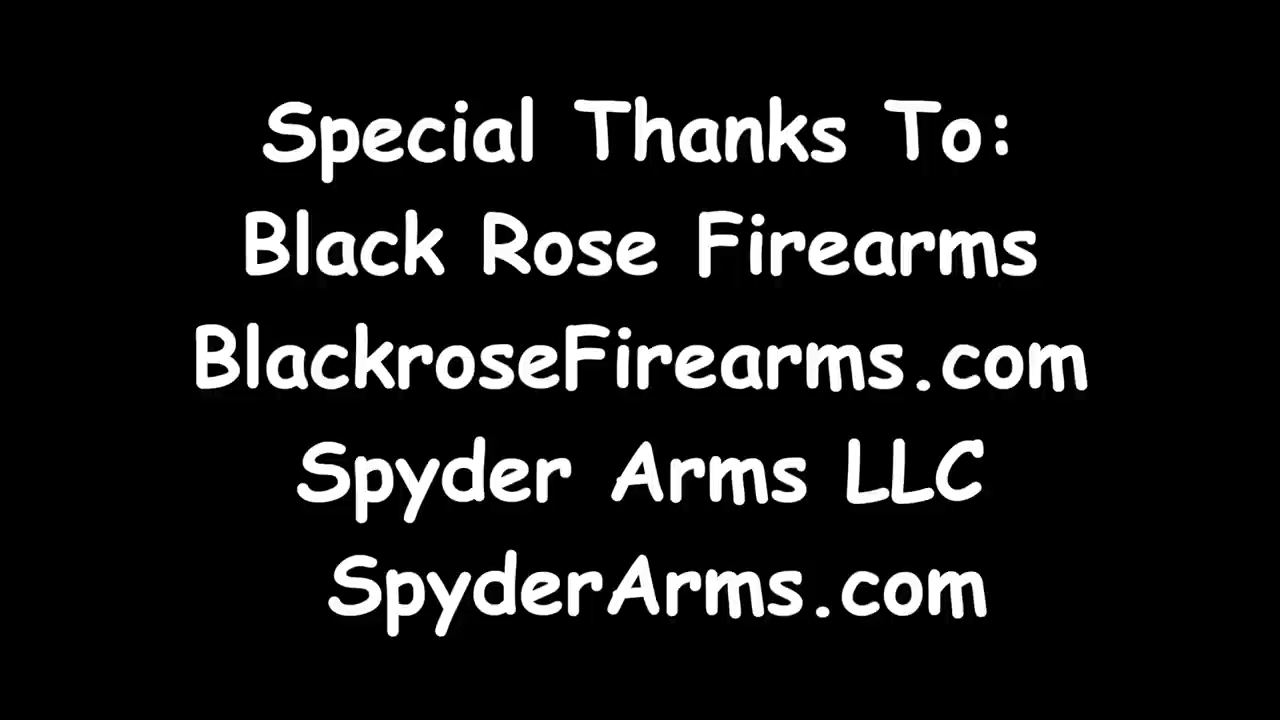 Special Thanks To:
Black Rose Firearms
BlackroseFirearms.com
Spyder Arms LLC
SpyderArms.com